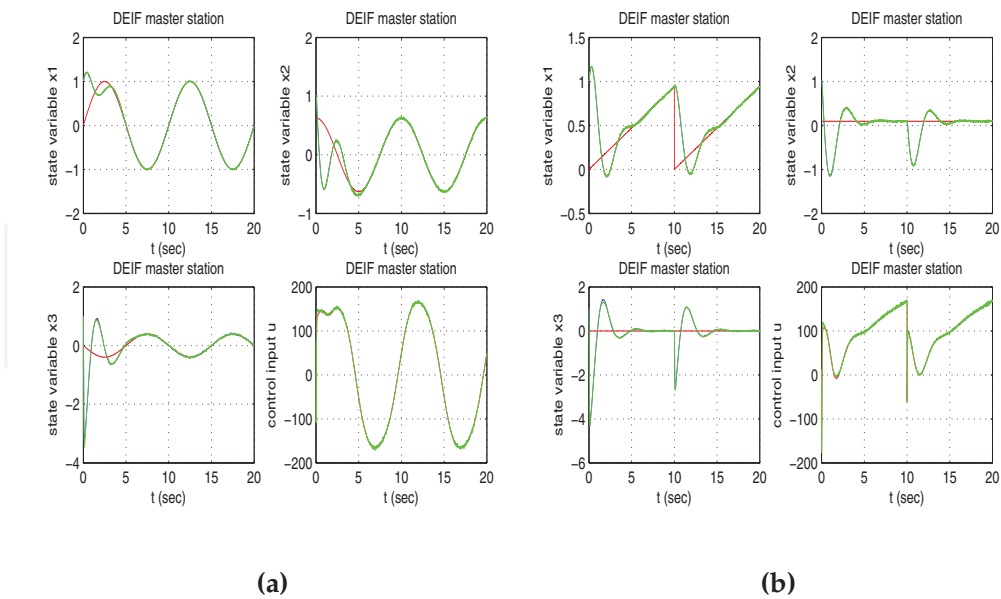 DEIF master station
state variable x1
2
1
0
−1
−2
0 5 10 15 20
t (sec)
DEIF master station
state variable x2
2
1
0
−1
0 5 10 15 20
t (sec)
DEIF master station
state variable x3
2
0
−2
−4
0 5 10 15 20
t (sec)
DEIF master station
control input u
200
100
0
−100
−200
0 5 10 15 20
t (sec)
(a)
DEIF master station
state variable x1
1.5
1
0.5
0
−0.5
0 5 10 15 20
t (sec)
DEIF master station
state variable x2
2
1
0
−1
−2
0 5 10 15 20
t (sec)
DEIF master station
state variable x3
2
0
−2
−4
−6
0 5 10 15 20
t (sec)
DEIF master station
control input u
200
100
0
−100
−200
0 5 10 15 20
t (sec)
(b)